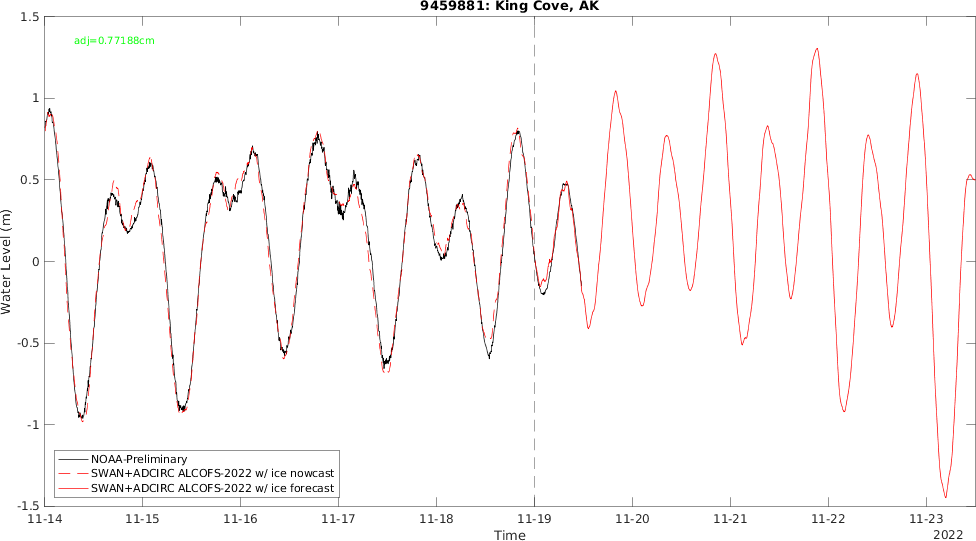 9459881: King Cove, AK
adj=0.77188cm
1.5
1
0.5
0
-0.5
-1
-1.5
Water Level (m)
NOAA-Preliminary
SWAN+ADCIRC ALCOFS-2022 w/ ice nowcast
SWAN+ADCIRC ALCOFS-2022 w/ ice forecast
11-14 11-15 11-16 11-17 11-18 11-19 11-20 11-21 11-22 11-23
Time
2022